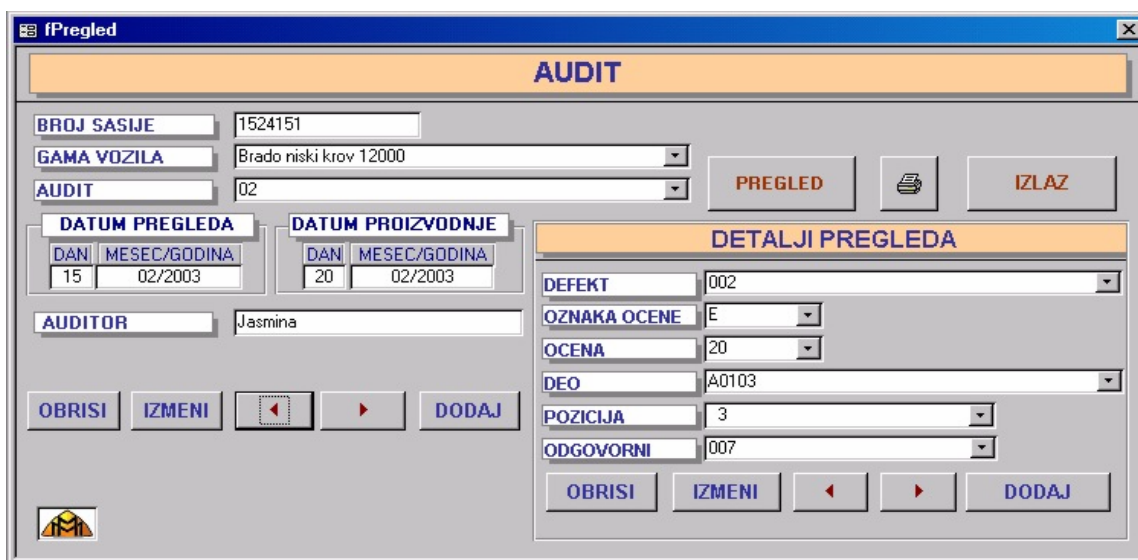 fPregled
AUDIT
BROJ SASIJE 1524151
GAMA VOZILA Brado niski krov 12000
AUDIT 02
PREGLED IZLAZ
DATUM PREGLEDA DATUM PROIZVODNJE
DAN MESEC/GODINA DAN MESEC/GODINA
15 02/2003 20 02/2003
AUDITOR Jasmina
OBRISI IZMENI DODAJ
DETALJI PREGLEDA
DEFEKT 002
OZNAKA OCENE E
OCENA 20
DEO A0103
POZICIJA 3
ODGOVORNI 007
OBRISI IZMENI DODAJ